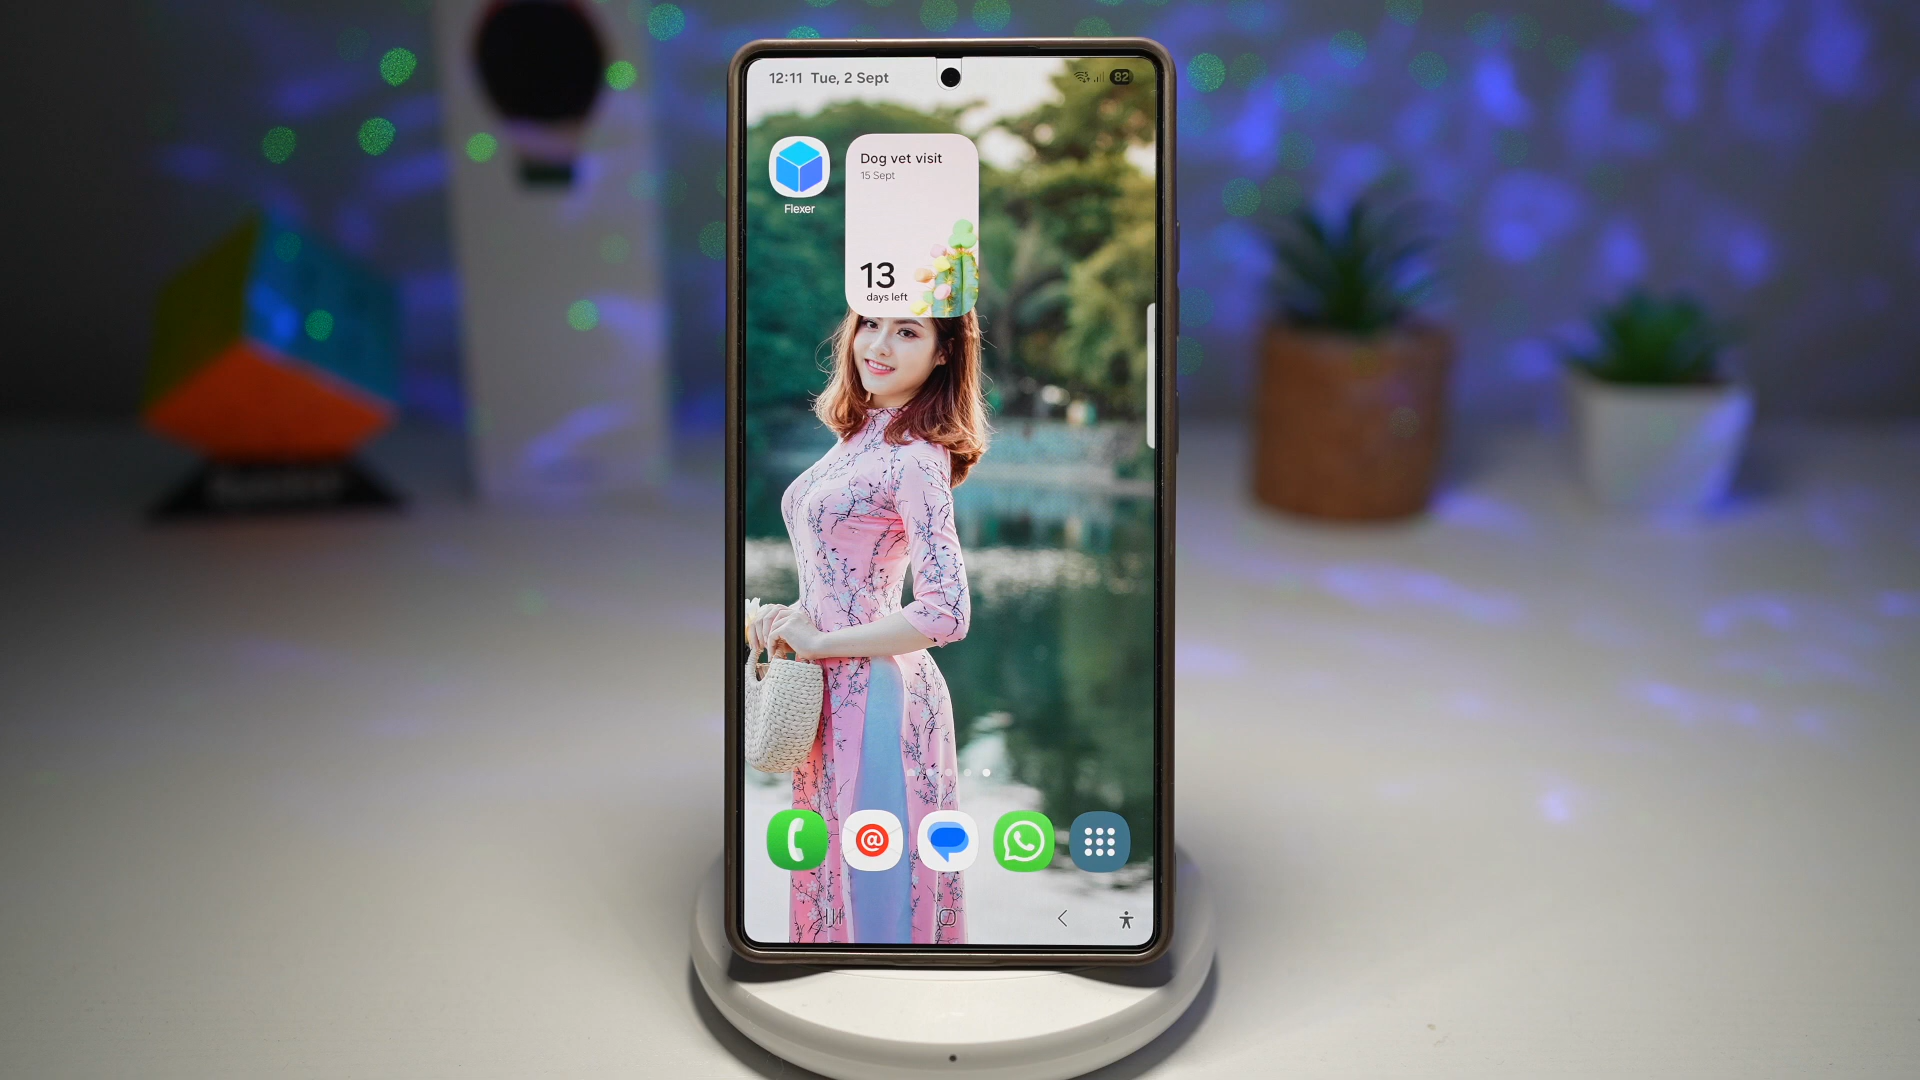 12:11 Tue, 2 Sept
82
Dog vet visit
15 Sept
13
days left
Flexer
@